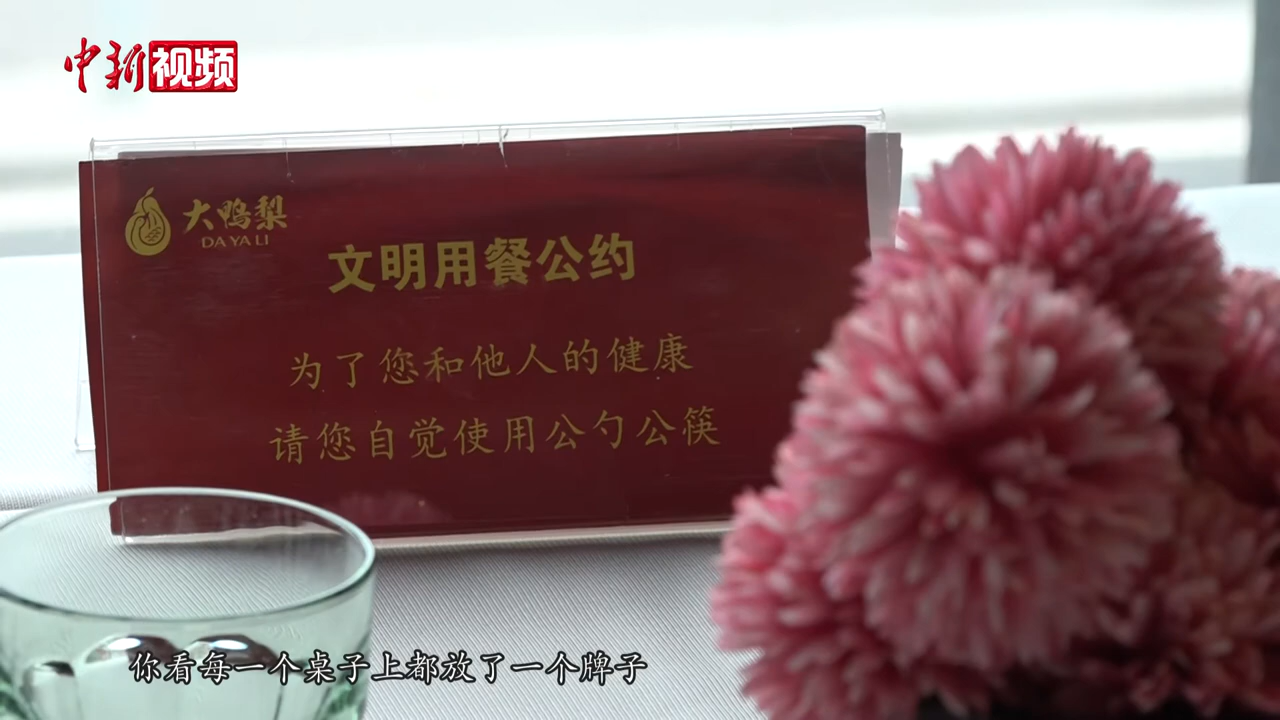 中新视频
大鸭梨
DA YA LI
文明用餐公约
为了您和他人的健康
请您自觉使用公勺公筷
你看每一个桌子上都放了一个牌子